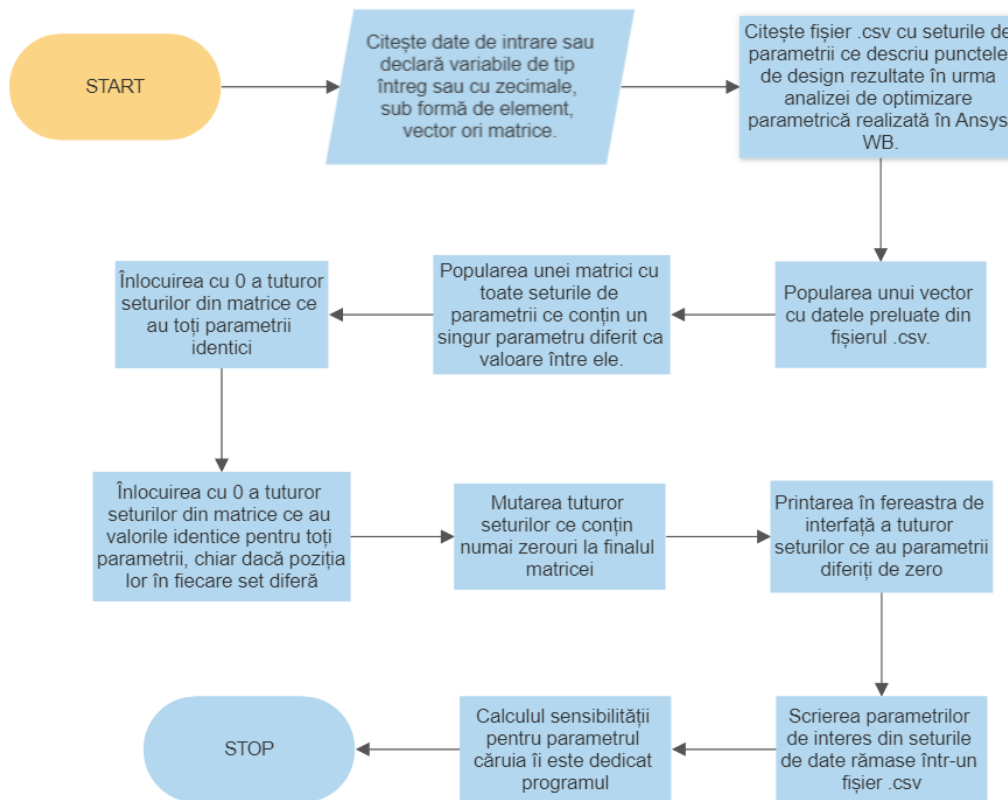 START
Citește date de intrare sau
declară variabile de tip
întreg sau cu zecimale,
sub formă de element,
vector ori matrice.
Citește fișier .csv cu seturile de
parametrii ce descriu punctele
de design rezultate în urma
analizei de optimizare
parametrică realizată în Ansys
WB.
Populărea unui vector
cu datele preluate din
fișierul .csv.
Popularea unei matrici cu
toate seturile de
parametrii ce conțin un
singur parametru diferit ca
valoare între ele.
Înlocuirea cu 0 a tuturor
seturilor din matrice ce
au toți parametrii
identici
Înlocuirea cu 0 a tuturor
seturilor din matrice ce au
valorile identice pentru toți
parametrii, chiar dacă poziția
lor în fiecare set diferă
Mutarea tuturor
seturilor ce conțin
numai zerouri la finalul
matricei
Printarea în fereastra de
interfață a tuturor
seturilor ce au parametrii
diferiți de zero
Scrierea parametrilor
de interes din seturile
de date rămase într-un
fișier .csv
Calculul sensibilității
pentru parametrul
căruia îi este dedicat
programul
STOP